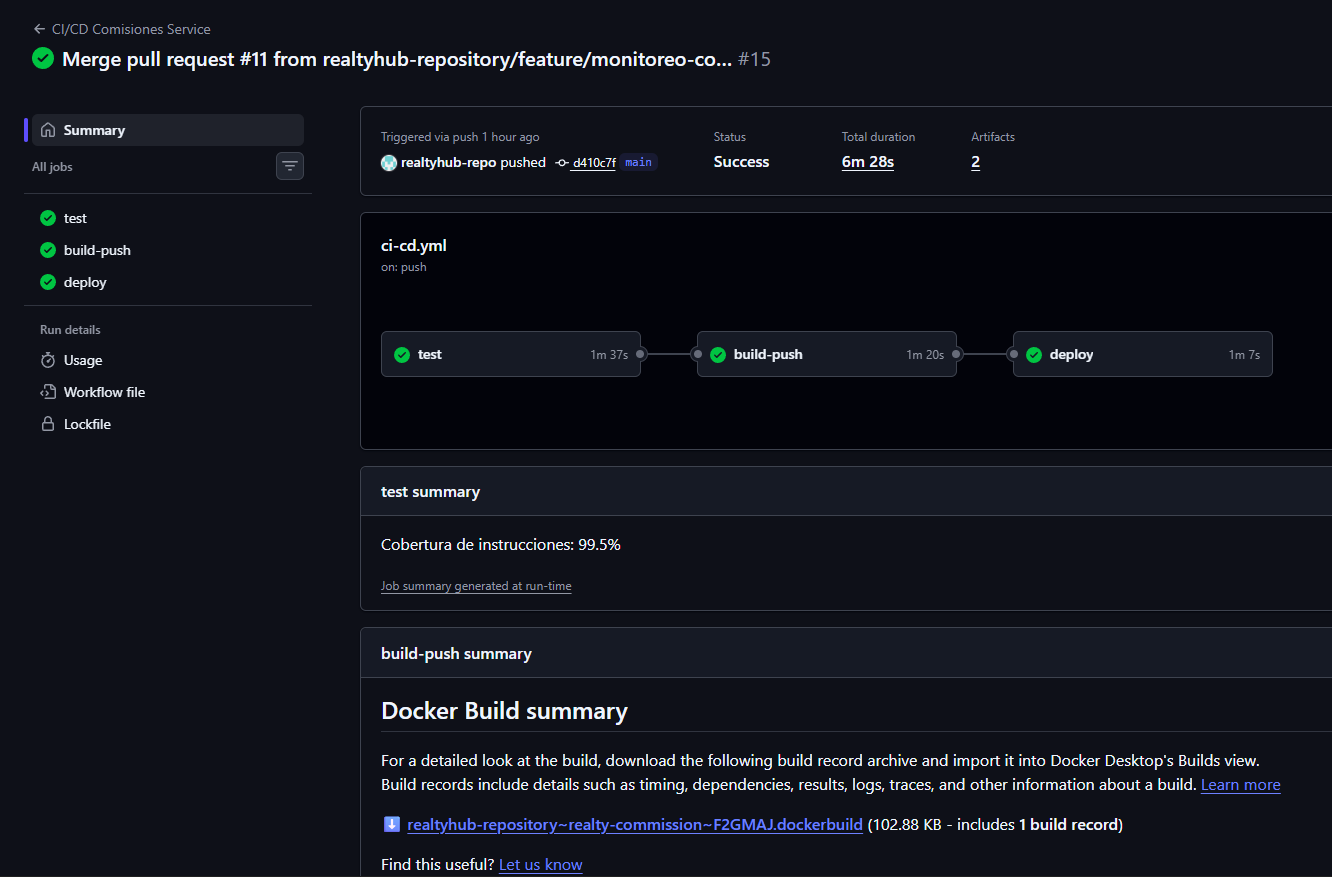 ← CI/CD Comisiones Service
Merge pull request #11 from realtyhub-repository/feature/monitoreo-co... #15
Summary
All jobs
test
build-push
deploy
Run details
Usage
Workflow file
Lockfile
Triggered via push 1 hour ago
realtyhub-repo pushed d410c7f main
Status
Success
Total duration
6m 28s
Artifacts
2
ci-cd.yml
on: push
test 1m 37s
build-push 1m 20s
deploy 1m 7s
test summary
Cobertura de instrucciones: 99.5%
Job summary generated at run-time
build-push summary
Docker Build summary
For a detailed look at the build, download the following build record archive and import it into Docker Desktop's Builds view.
Build records include details such as timing, dependencies, results, logs, traces, and other information about a build. Learn more
realtyhub-repository~realty-commission~F2GMAJ.dockerbuild (102.88 KB - includes 1 build record)
Find this useful? Let us know